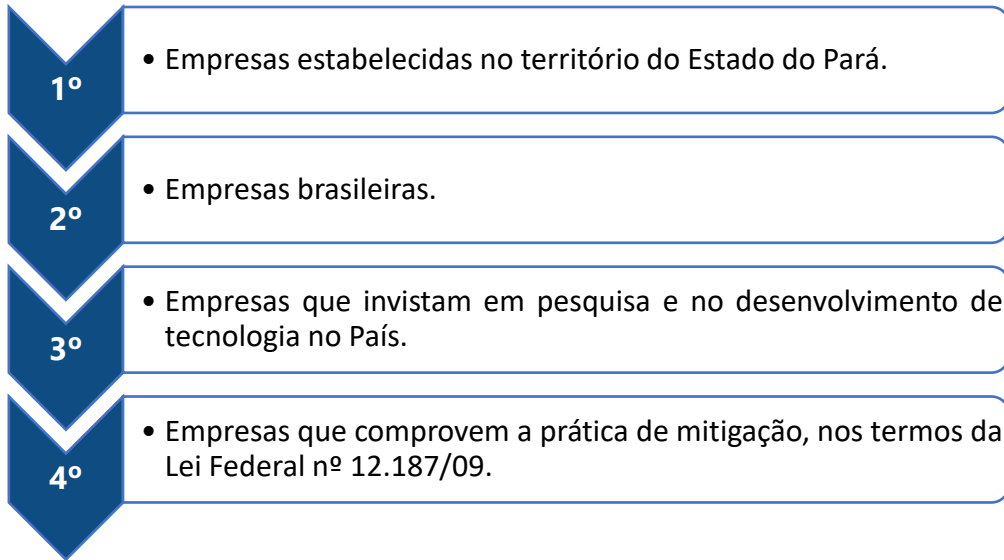 1º
• Empresas estabelecidas no território do Estado do Pará.
2º
• Empresas brasileiras.
3º
• Empresas que invistam em pesquisa e no desenvolvimento de
tecnologia no País.
4º
• Empresas que comprovem a prática de mitigação, nos termos da
Lei Federal nº 12.187/09.